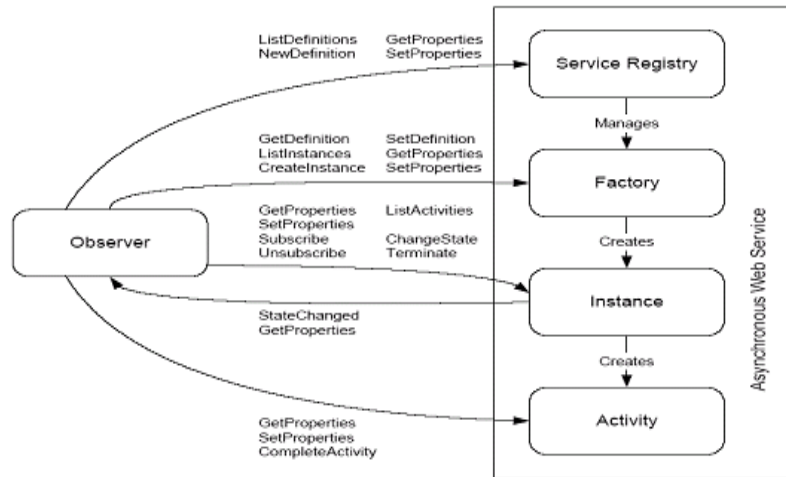 ListDefinitions GetProperties
NewDefinition SetProperties
Service Registry
Manages
GetDefinition SetDefinition
ListInstances GetProperties
CreateInstance SetProperties
Factory
GetProperties ListActivities
SetProperties
Subscribe ChangeState
Unsubscribe Terminate
Observer
Creates
Instance
StateChanged
GetProperties
Creates
Activity
GetProperties
SetProperties
CompleteActivity
Asynchronous Web Service